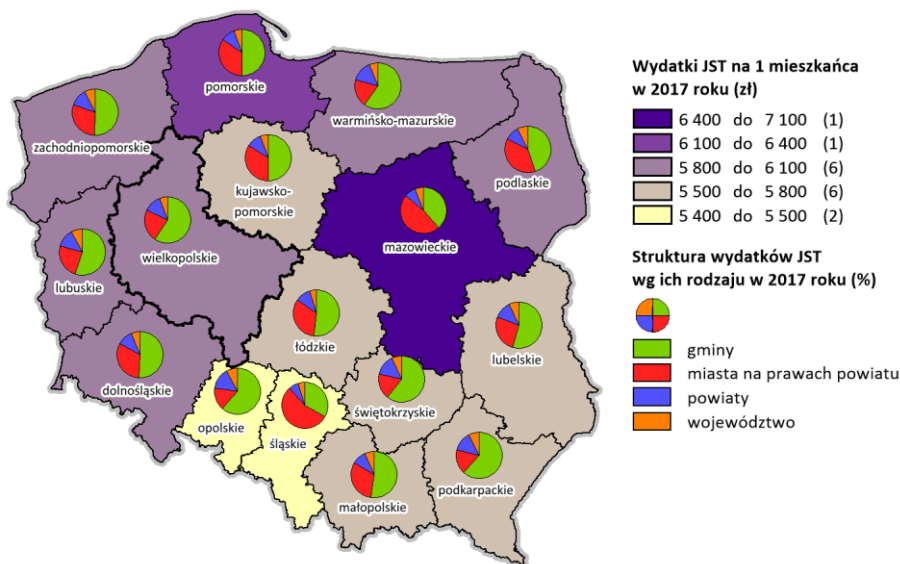 pomorskie
warmińsko-mazurskie
zachodniopomorskie
podlaskie
kujawsko-
pomorskie
mazowieckie
wielkopolskie
lubuskie
łódzkie
lubelskie
dolnośląskie
świętokrzyskie
opolskie
śląskie
małopolskie
podkarpackie
Wydatki JST na 1 mieszkańca
w 2017 roku (zł)
6 400 do 7 100 (1)
6 100 do 6 400 (1)
5 800 do 6 100 (6)
5 500 do 5 800 (6)
5 400 do 5 500 (2)
Struktura wydatków JST
wg ich rodzaju w 2017 roku (%)
gminy
miasta na prawach powiatu
powiaty
województwo